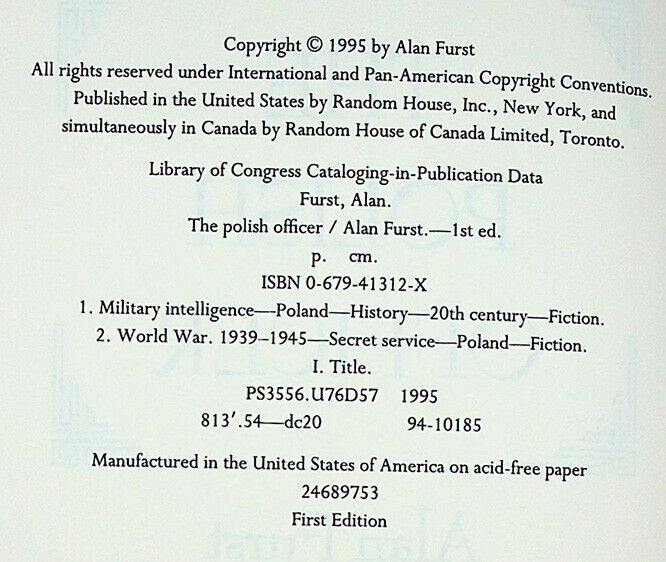 Copyright © 1995 by Alan Furst
All rights reserved under International and Pan-American Copyright Conventions.
Published in the United States by Random House, Inc., New York, and
simultaneously in Canada by Random House of Canada Limited, Toronto.
Library of Congress Cataloging-in-Publication Data
Furst, Alan.
The polish officer / Alan Furst.—1st ed.
p. cm.
ISBN 0-679-41312-X
1. Military intelligence—Poland—History—20th century—Fiction.
2. World War. 1939–1945—Secret service—Poland—Fiction.
I. Title.
PS3556.U76D57 1995
813′.54—dc20 94-10185
Manufactured in the United States of America on acid-free paper
24689753
First Edition